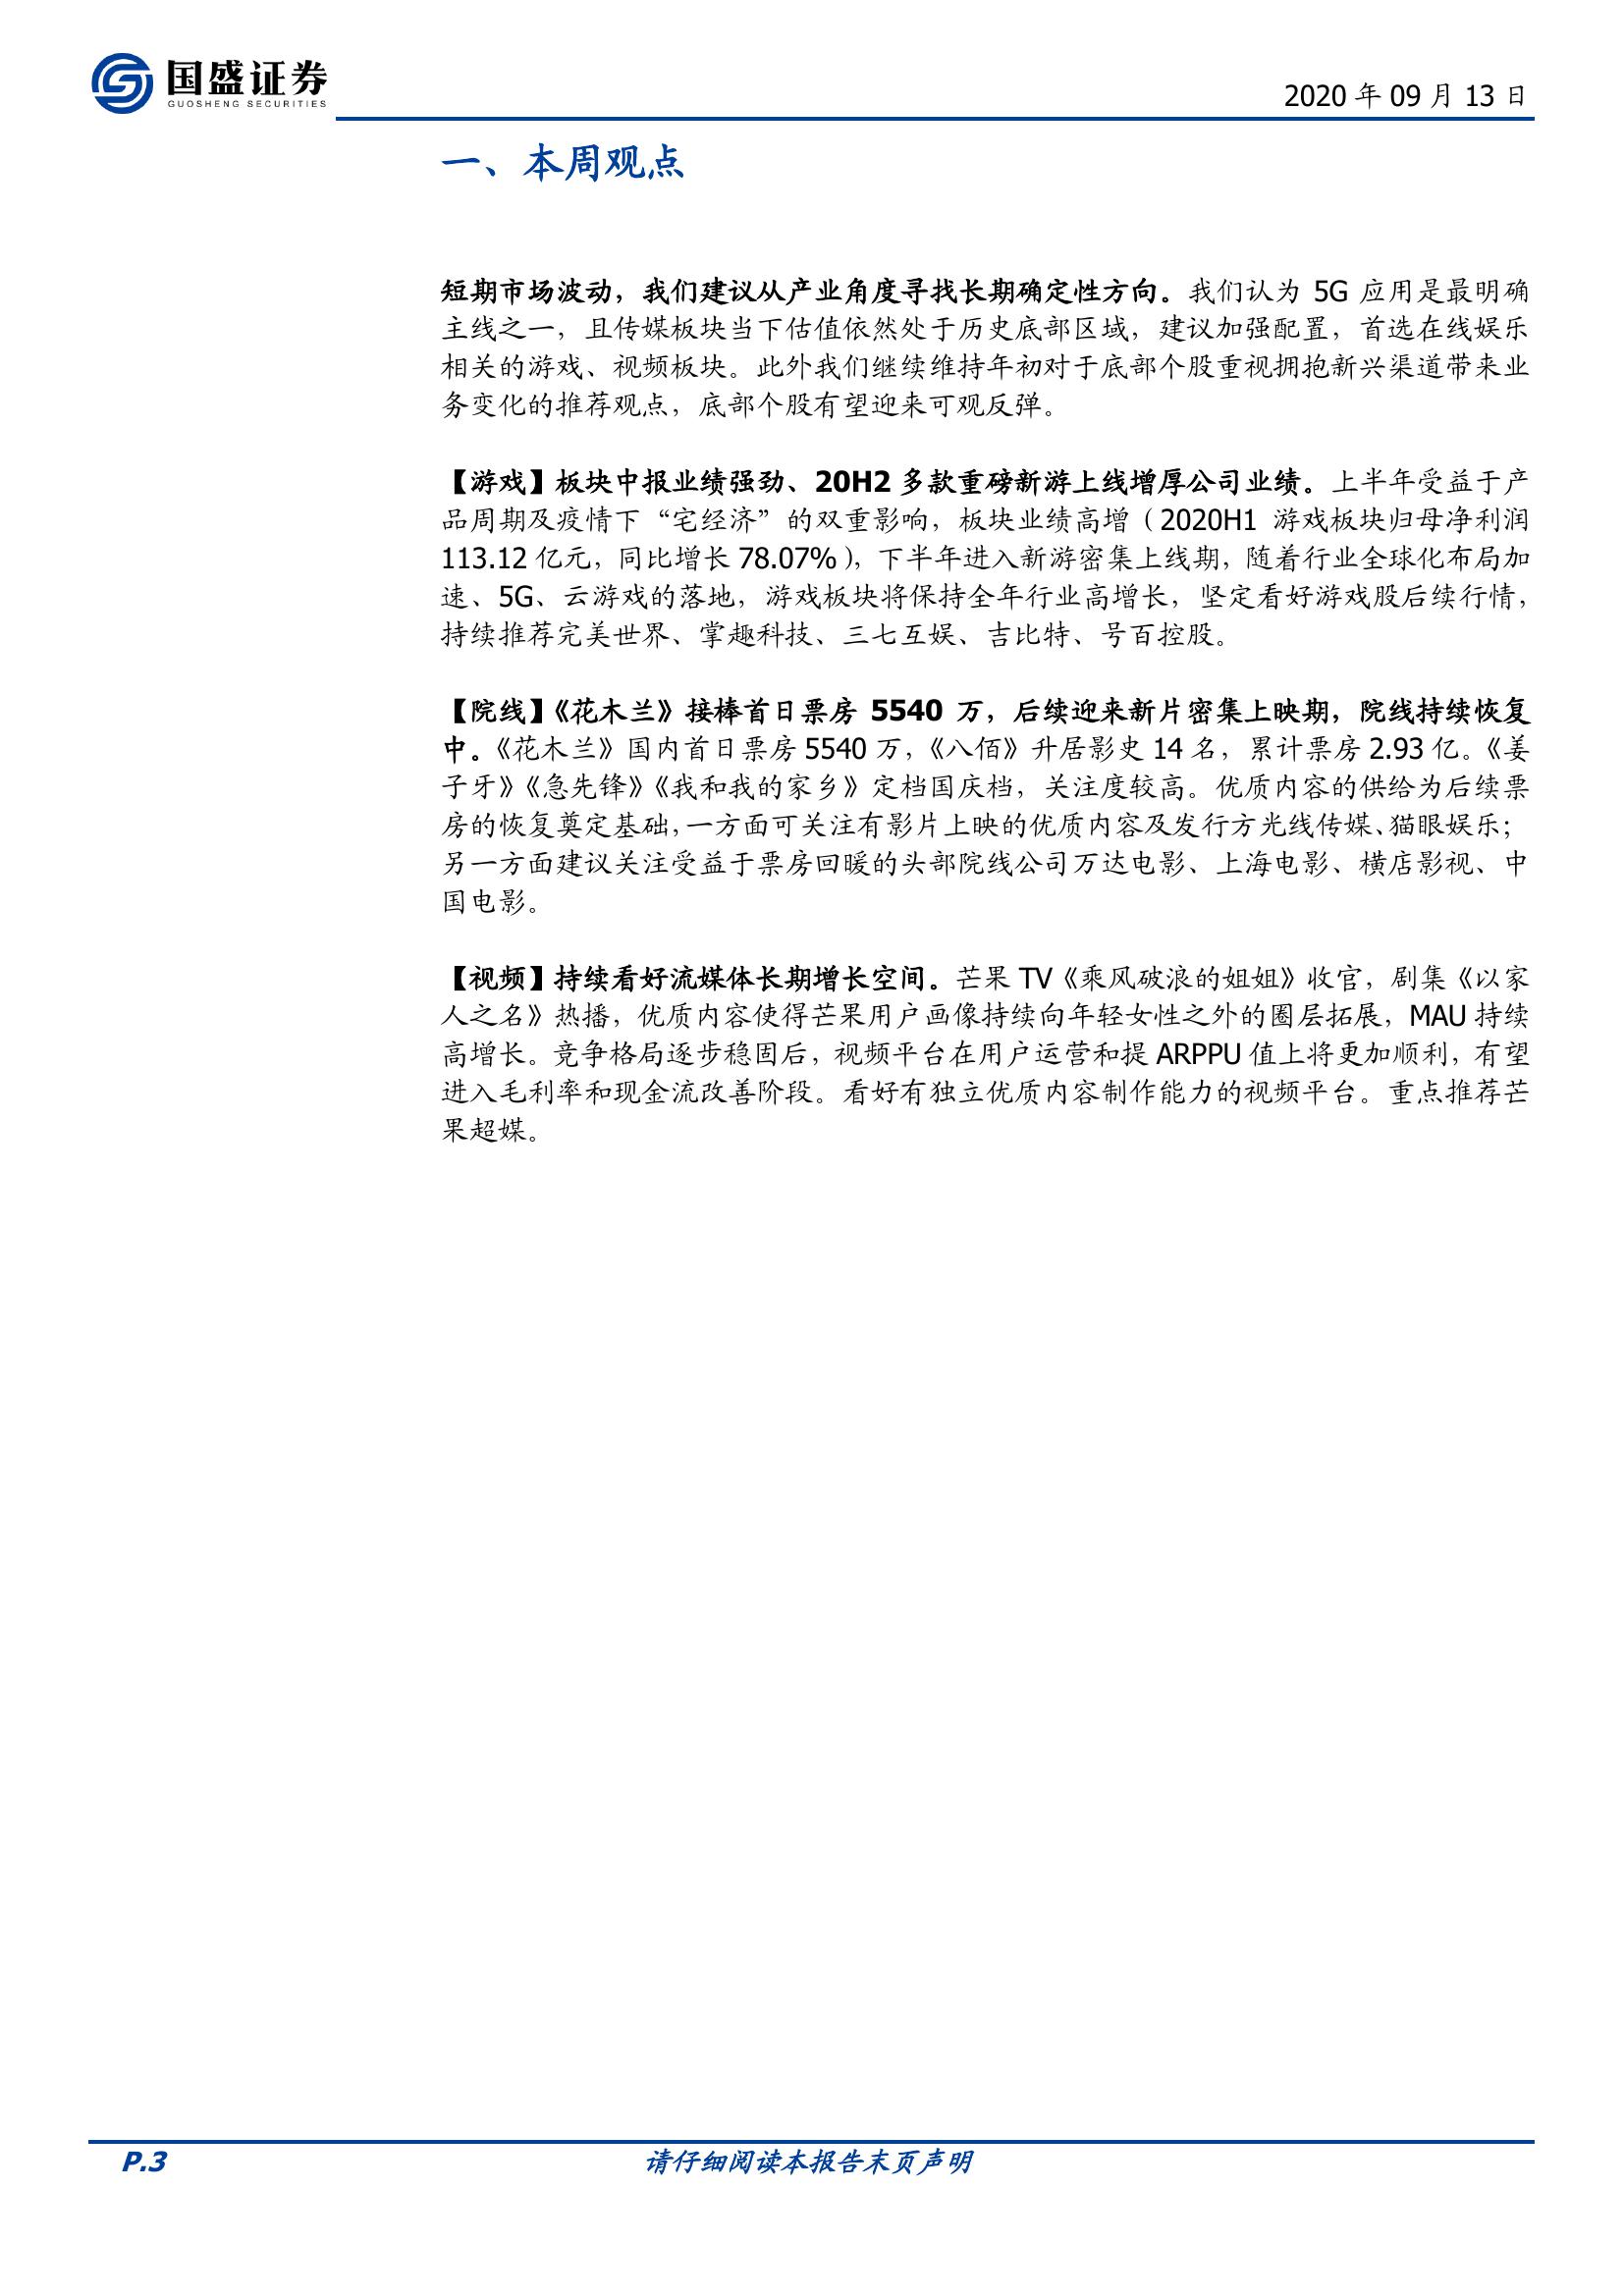 国盛证券
GUOSHENG SECURITIES
2020 年 09 月 13 日
一、本周观点
短期市场波动，我们建议从产业角度寻找长期确定性方向。我们认为 5G 应用是最明确
主线之一，且传媒板块当下估值依然处于历史底部区域，建议加强配置，首选在线娱乐
相关的游戏、视频板块。此外我们继续维持年初对于底部个股重视拥抱新兴渠道带来业
务变化的推荐观点，底部个股有望迎来可观反弹。
【游戏】板块中报业绩强劲、20H2 多款重磅新游上线增厚公司业绩。上半年受益于产
品周期及疫情下“宅经济”的双重影响，板块业绩高增（2020H1 游戏板块归母净利润
113.12 亿元，同比增长 78.07%），下半年进入新游密集上线期，随着行业全球化布局加
速、5G、云游戏的落地，游戏板块将保持全年行业高增长，坚定看好游戏股后续行情，
持续推荐完美世界、掌趣科技、三七互娱、吉比特、号百控股。
【院线】《花木兰》接棒首日票房 5540 万，后续迎来新片密集上映期，院线持续恢复
中。《花木兰》国内首日票房 5540 万，《八佰》升居影史 14 名，累计票房 2.93 亿。《姜
子牙》《急先锋》《我和我的家乡》定档国庆档，关注度较高。优质内容的供给为后续票
房的恢复奠定基础，一方面可关注有影片上映的优质内容及发行方光线传媒、猫眼娱乐；
另一方面建议关注受益于票房回暖的头部院线公司万达电影、上海电影、横店影视、中
国电影。
【视频】持续看好流媒体长期增长空间。芒果 TV《乘风破浪的姐姐》收官，剧集《以家
人之名》热播，优质内容使得芒果用户画像持续向年轻女性之外的圈层拓展，MAU 持续
高增长。竞争格局逐步稳固后，视频平台在用户运营和提 ARPPU 值上将更加顺利，有望
进入毛利率和现金流改善阶段。看好有独立优质内容制作能力的视频平台。重点推荐芒
果超媒。
P.3
请仔细阅读本报告末页声明